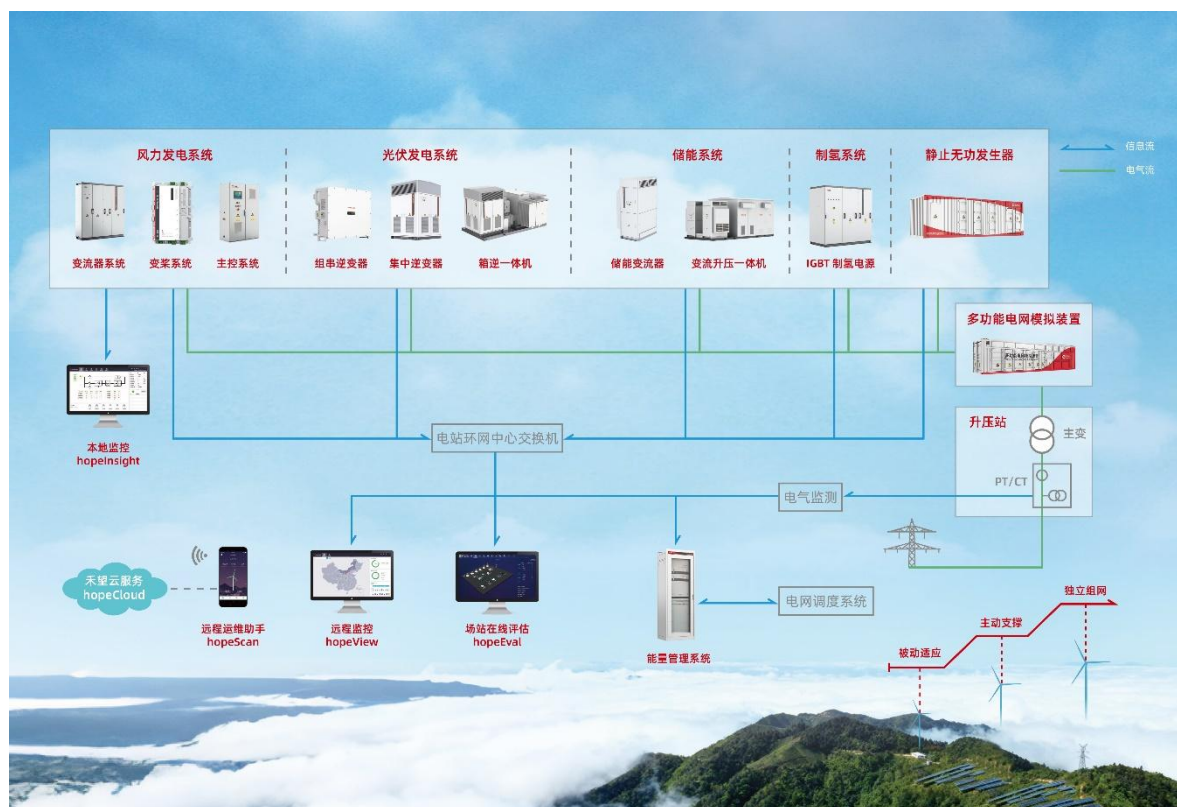 风力发电系统
光伏发电系统
储能系统
制氢系统
静止无功发生器
信息流
电气流
变流器系统
变桨系统
主控系统
组串逆变器
集中逆变器
箱逆一体机
储能变流器
变流升压一体机
IGBT 制氢电源
多功能电网模拟装置
本地监控
hopeInsight
电站环网中心交换机
升压站
主变
PT/CT
电气监测
禾望云服务
hopeCloud
远程运维助手
hopeScan
远程监控
hopeView
场站在线评估
hopeEval
能量管理系统
电网调度系统
独立组网
主动支撑
被动适应